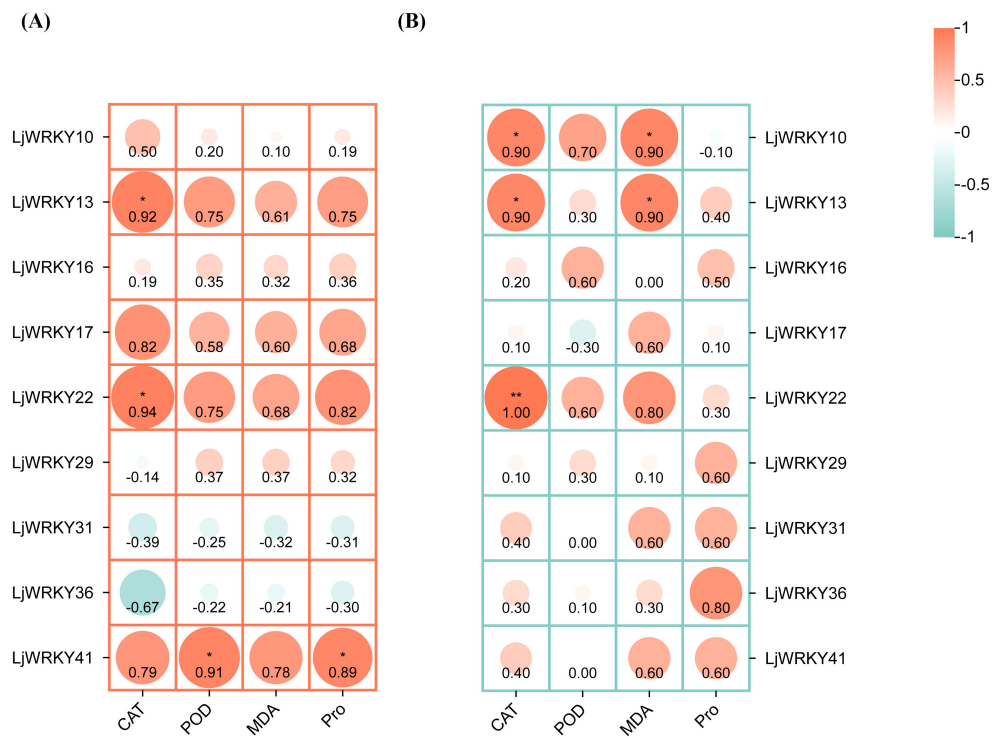 (A) (B)
1
0.5
0
-0.5
-1
LjWRKY10 0.50 0.20 0.10 0.19 * 0.90 0.70 * 0.90 -0.10 LjWRKY10
LjWRKY13 * 0.92 0.75 0.61 0.75 * 0.90 0.30 * 0.90 0.40 LjWRKY13
LjWRKY16 0.19 0.35 0.32 0.36 0.20 0.60 0.00 0.50 LjWRKY16
LjWRKY17 0.82 0.58 0.60 0.68 0.10 -0.30 0.60 0.10 LjWRKY17
LjWRKY22 * 0.94 0.75 0.68 0.82 ** 1.00 0.60 0.80 0.30 LjWRKY22
LjWRKY29 -0.14 0.37 0.37 0.32 0.10 0.30 0.10 0.60 LjWRKY29
LjWRKY31 -0.39 -0.25 -0.32 -0.31 0.40 0.00 0.60 0.60 LjWRKY31
LjWRKY36 -0.67 -0.22 -0.21 -0.30 0.30 0.10 0.30 0.80 LjWRKY36
LjWRKY41 0.79 * 0.91 0.78 * 0.89 0.40 0.00 0.60 0.60 LjWRKY41
CAT POD MDA Pro CAT POD MDA Pro